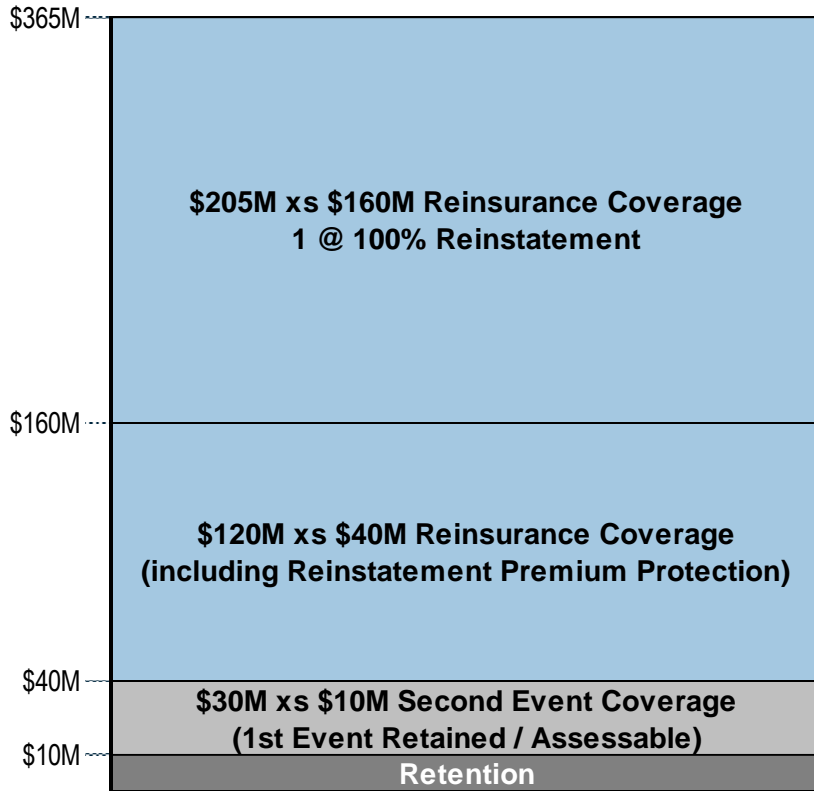 $365M
$205M xs $160M Reinsurance Coverage
1 @ 100% Reinstatement
$160M
$120M xs $40M Reinsurance Coverage
(including Reinstatement Premium Protection)
$40M
$30M xs $10M Second Event Coverage
(1st Event Retained / Assessable)
$10M
Retention